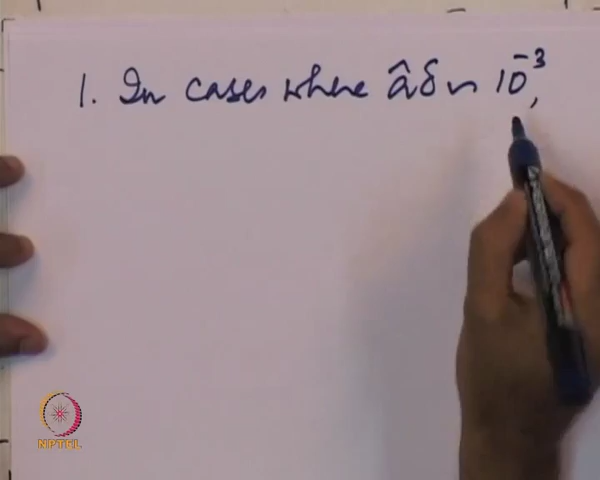 1. In cases where âδ ~ 10⁻³,
NPTEL